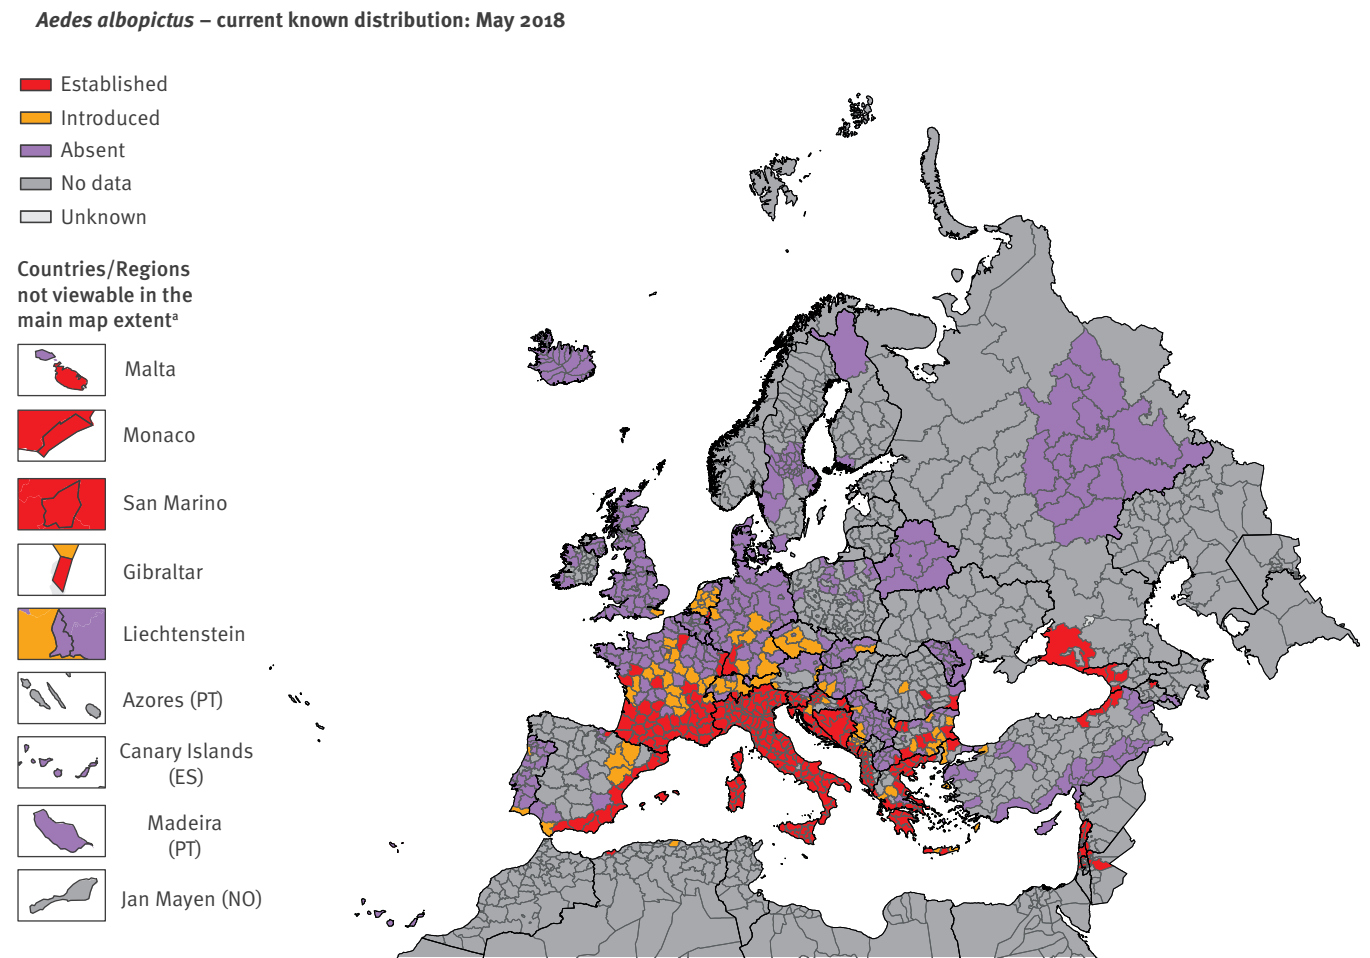 Aedes albopictus – current known distribution: May 2018
Established
Introduced
Absent
No data
Unknown
Countries/Regions
not viewable in the
main map extentª
Malta
Monaco
San Marino
Gibraltar
Liechtenstein
Azores (PT)
Canary Islands
(ES)
Madeira
(PT)
Jan Mayen (NO)